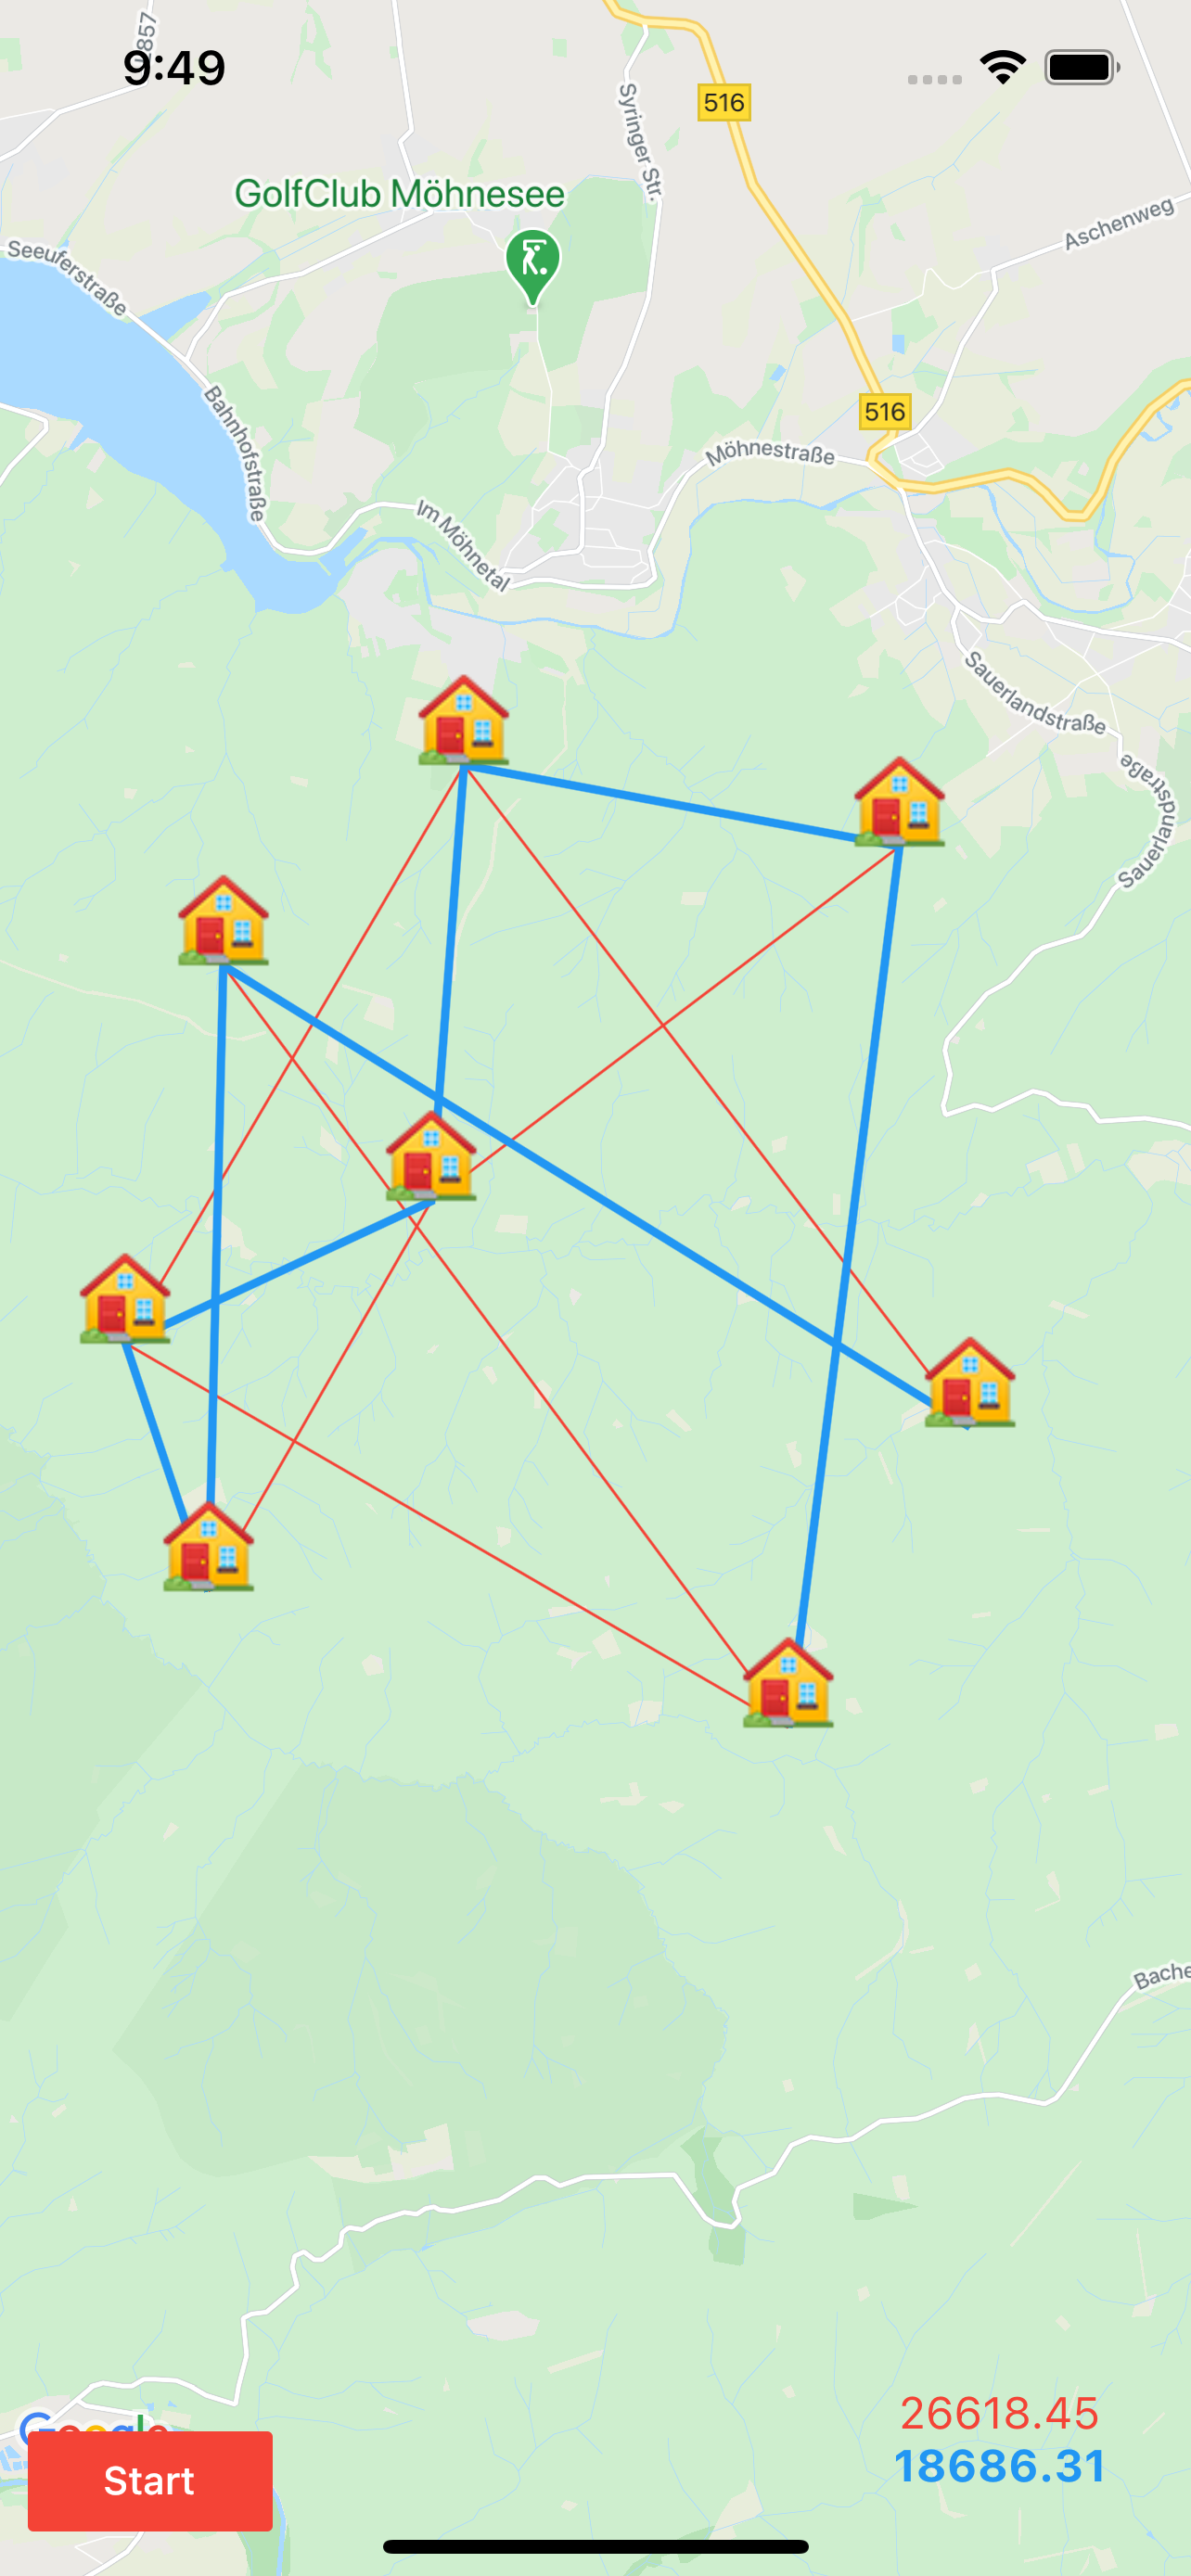 L857
9:49
516
Syringer Str.
GolfClub Möhnesee
Aschenweg
Seeuferstraße
Bahnhofstraße
516
Möhnestraße
Im Möhnetal
Sauerlandstraße
Sauerlandstraße
Bache
26618.45
Google
18686.31
Start